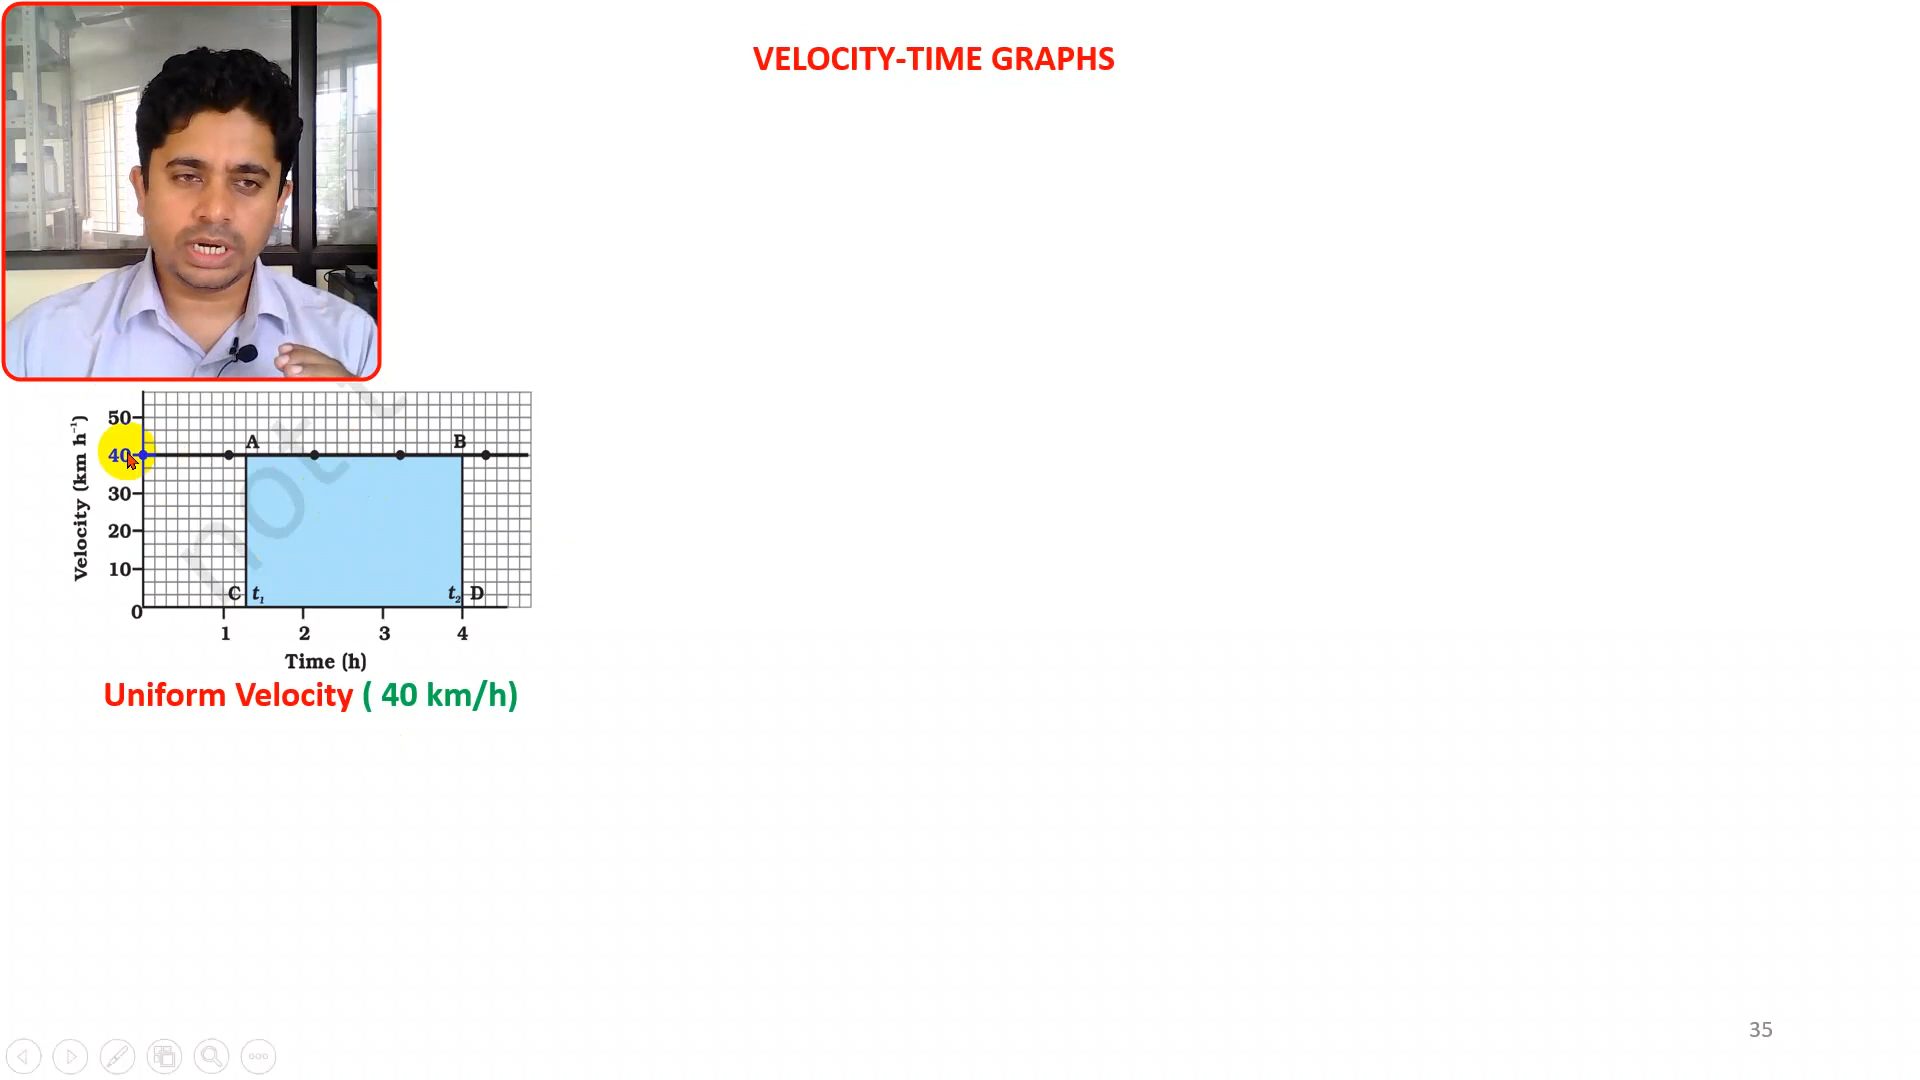 VELOCITY-TIME GRAPHS
not t
Velocity (km h⁻¹)
50
40
30
20
10
0
A
B
C
t₁
t₂
D
1 2 3 4
Time (h)
Uniform Velocity ( 40 km/h)
35